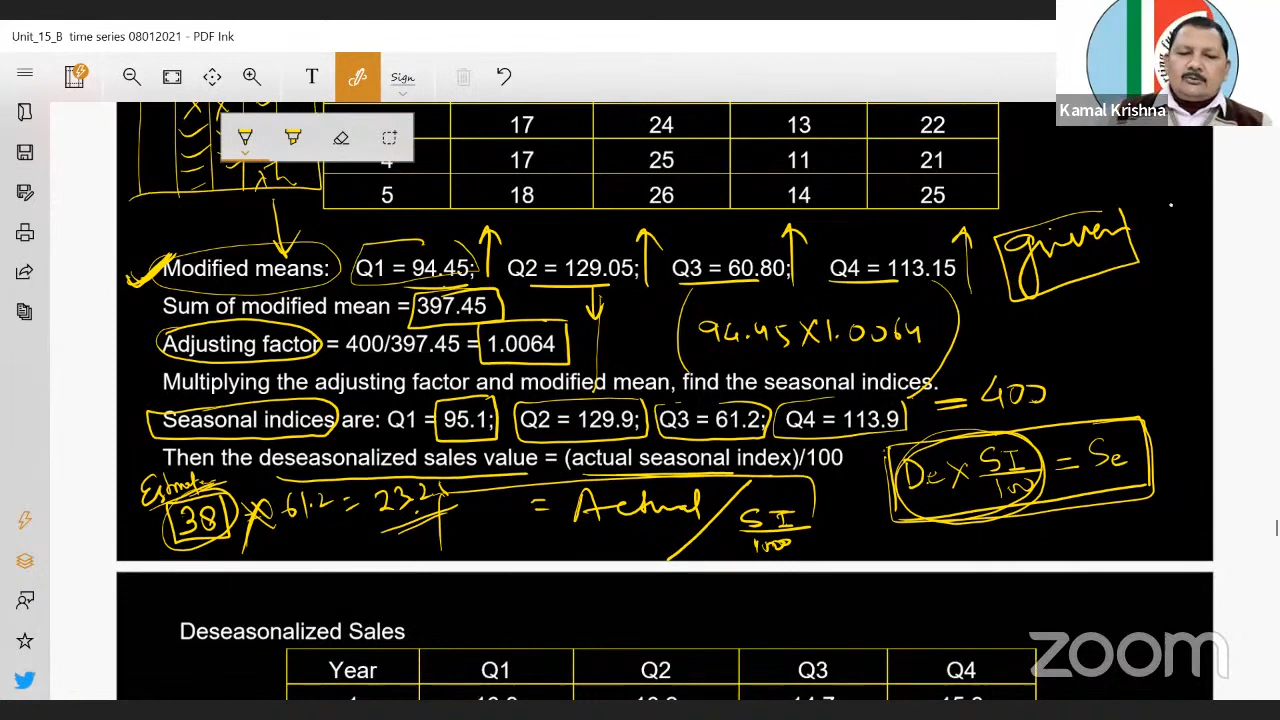 Unit_15_B time series 08012021 - PDF Ink
T Sign
Kamal Krishna
17 24 13 22
4 17 25 11 21
5 18 26 14 25
Modified means: Q1 = 94.45; Q2 = 129.05; Q3 = 60.80; Q4 = 113.15
given
Sum of modified mean = 397.45
94.45 X 1.0064
Adjusting factor = 400/397.45 = 1.0064
Multiplying the adjusting factor and modified mean, find the seasonal indices.
= 400
Seasonal indices are: Q1 = 95.1; Q2 = 129.9; Q3 = 61.2; Q4 = 113.9
Then the deseasonalized sales value = (actual seasonal index)/100
De x SI/100 = Se
Estimate
38 x 61.2 = 23.2
= Actual / SI
Deseasonalized Sales
zoom
Year Q1 Q2 Q3 Q4